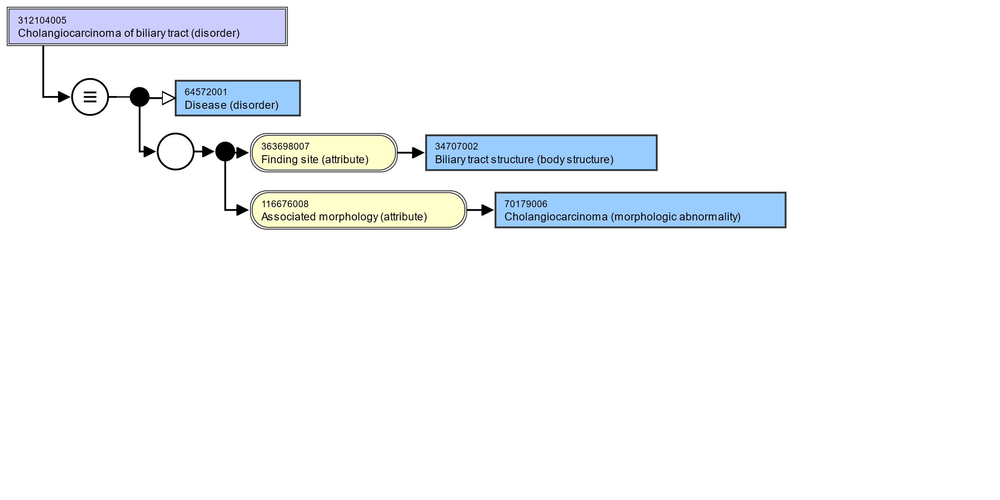 312104005
Cholangiocarcinoma of biliary tract (disorder)
≡
64572001
Disease (disorder)
363698007
Finding site (attribute)
34707002
Biliary tract structure (body structure)
116676008
Associated morphology (attribute)
70179006
Cholangiocarcinoma (morphologic abnormality)